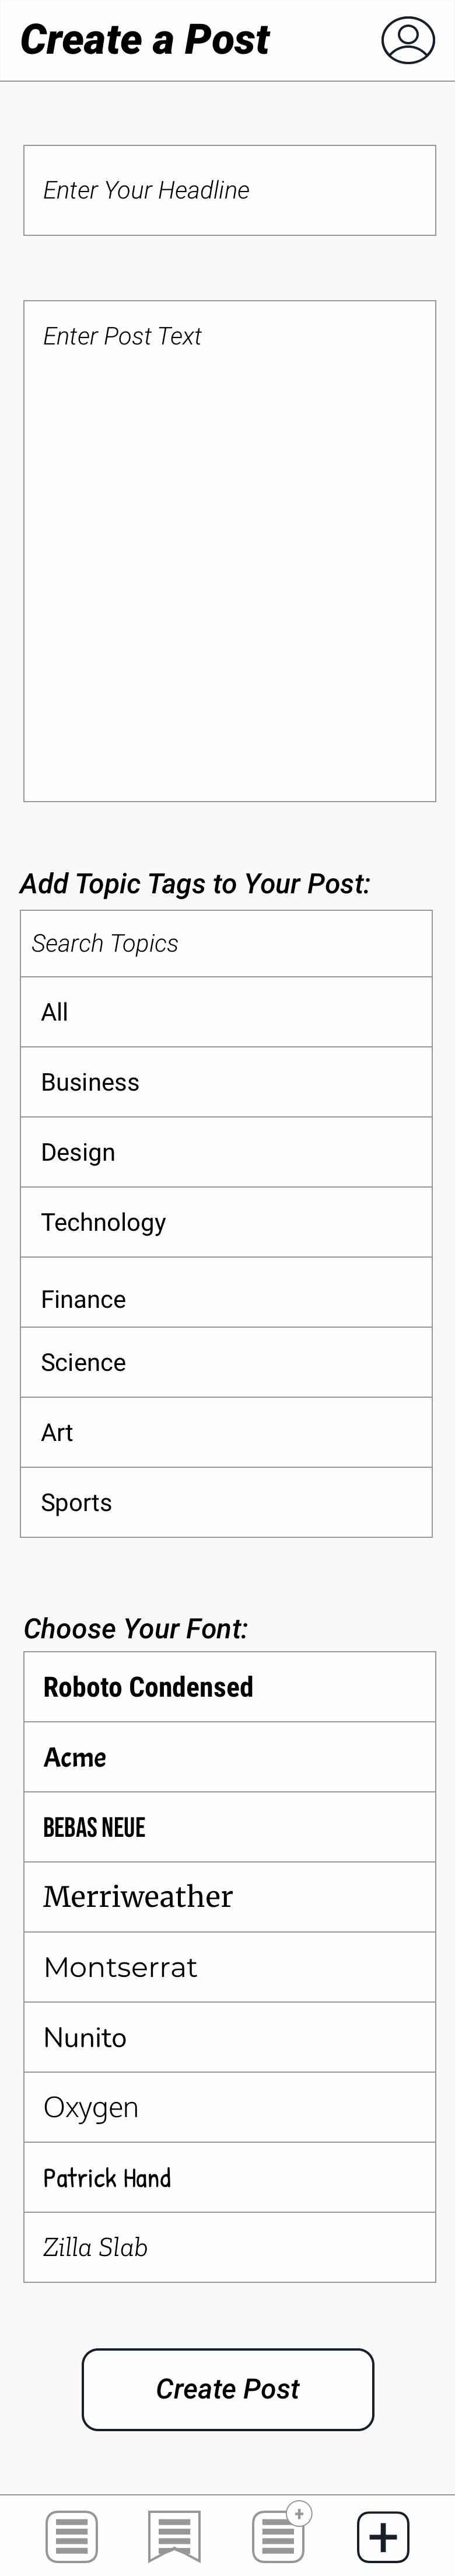 Create a Post
Enter Your Headline
Enter Post Text
Add Topic Tags to Your Post:
Search Topics
All
Business
Design
Technology
Finance
Science
Art
Sports
Choose Your Font:
Roboto Condensed
Acme
BEBAS NEUE
Merriweather
Montserrat
Nunito
Oxygen
Patrick Hand
Zilla Slab
Create Post